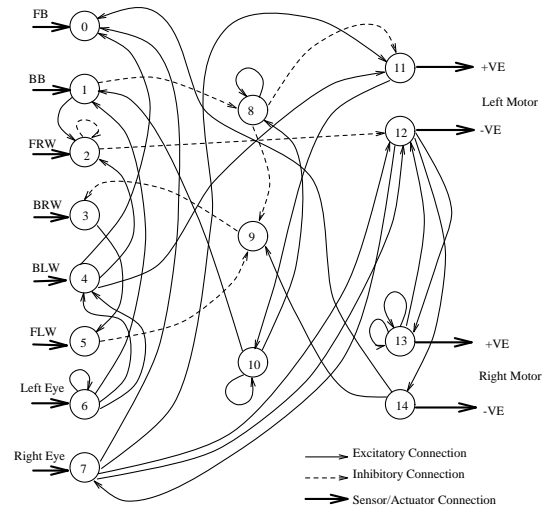 FB
0
BB
1
FRW
2
BRW
3
BLW
4
FLW
5
Left Eye
6
Right Eye
7
8
9
10
11
+VE
Left Motor
12
-VE
13
+VE
Right Motor
14
-VE
Excitatory Connection
Inhibitory Connection
Sensor/Actuator Connection